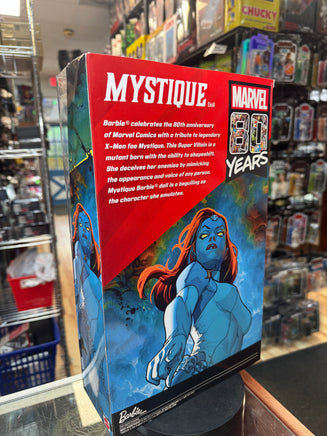 CHUCKY
MYSTIQUE Doll
MARVEL
80
YEARS
Barbie® celebrates the 80th anniversary
of Marvel Comics with a tribute to legendary
X-Men foe Mystique. This Super Villain is a
mutant born with the ability to shapeshift.
She deceives her enemies by mimicking
the appearance and voice of any person.
Mystique Barbie® doll is a beguiling as
the character she emulates.
Barbie